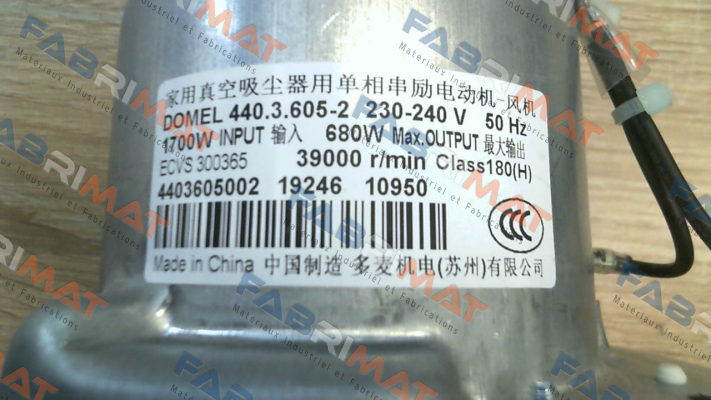 家用真空吸尘器用单相串励电动机-风机
DOMEL 440.3.605-2 230-240 V 50 Hz
1700W INPUT 输入 680W Max.OUTPUT 最大输出
ECVS 300365 39000 r/min Class180(H)
4403605002 19246 10950
CCC
Made in China 中国制造 多麦机电(苏州)有限公司
FABRIMAT
Materiaux Industriel et Fabrications